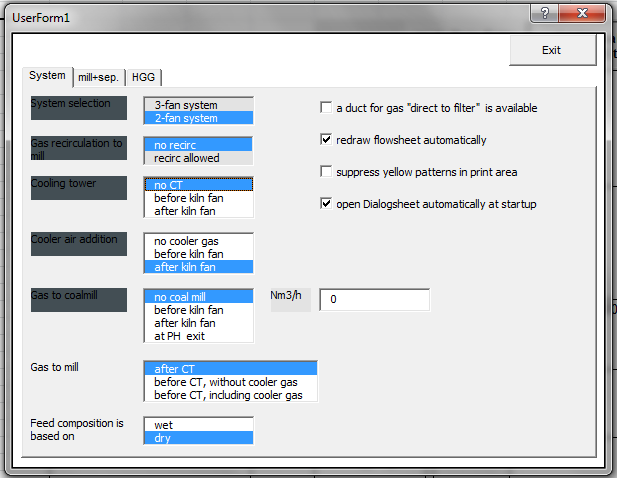 UserForm1
?
Exit
System
mill+sep.
HGG
System selection
3-fan system
2-fan system
a duct for gas "direct to filter" is available
Gas recirculation to
mill
no recirc
recirc allowed
redraw flowsheet automatically
Cooling tower
no CT
before kiln fan
after kiln fan
suppress yellow patterns in print area
open Dialogsheet automatically at startup
Cooler air addition
no cooler gas
before kiln fan
after kiln fan
Gas to coalmill
no coal mill
before kiln fan
after kiln fan
at PH exit
Nm3/h
0
Gas to mill
after CT
before CT, without cooler gas
before CT, including cooler gas
Feed composition is
based on
wet
dry